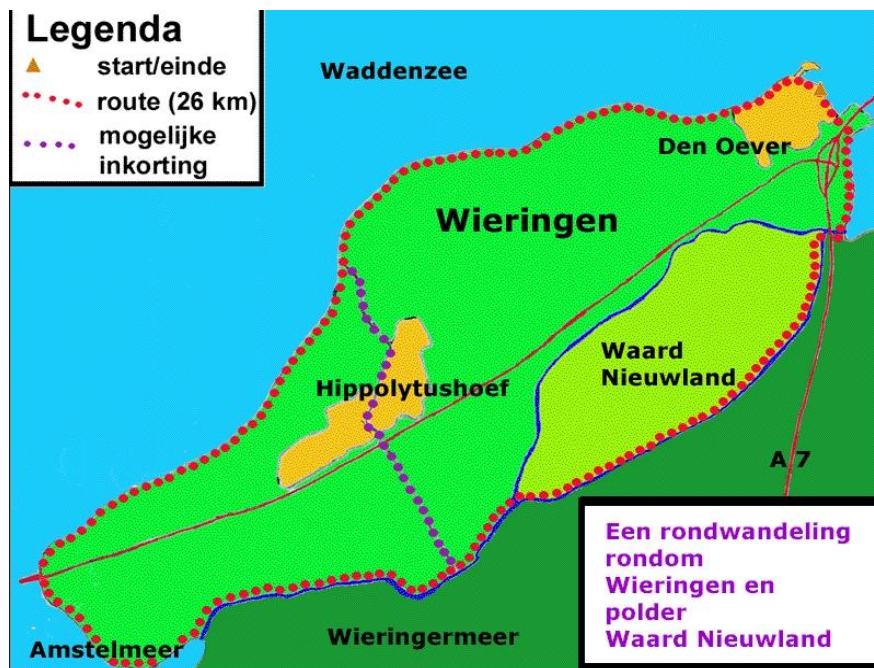 Legenda
start/einde
route (26 km)
mogelijke
inkorting
Waddenzee
Den Oever
Wieringen
Waard
Nieuwland
Hippolytushoef
A 7
Een rondwandeling
rondom
Wieringen en
polder
Waard Nieuwland
Wieringermeer
Amstelmeer